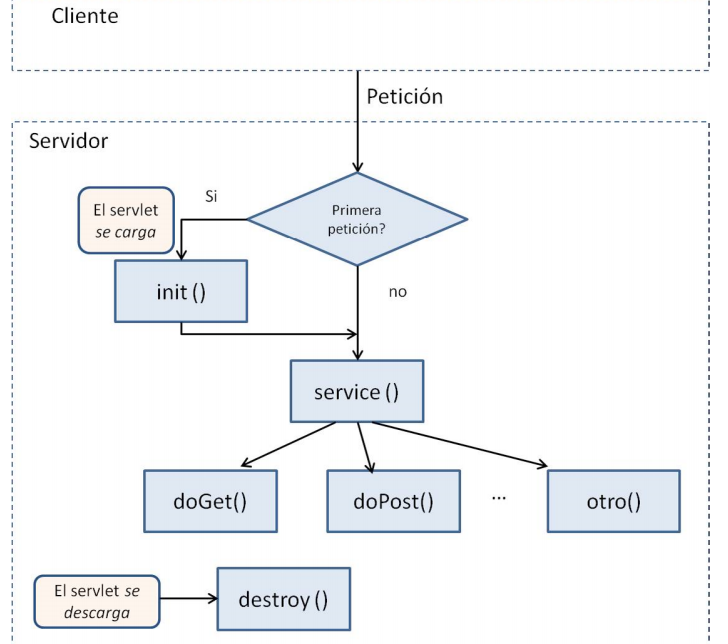 Cliente
Petición
Servidor
Si
El servlet
se carga
Primera
petición?
init ()
no
service ()
doGet()
doPost()
...
otro()
El servlet se
descarga
destroy ()